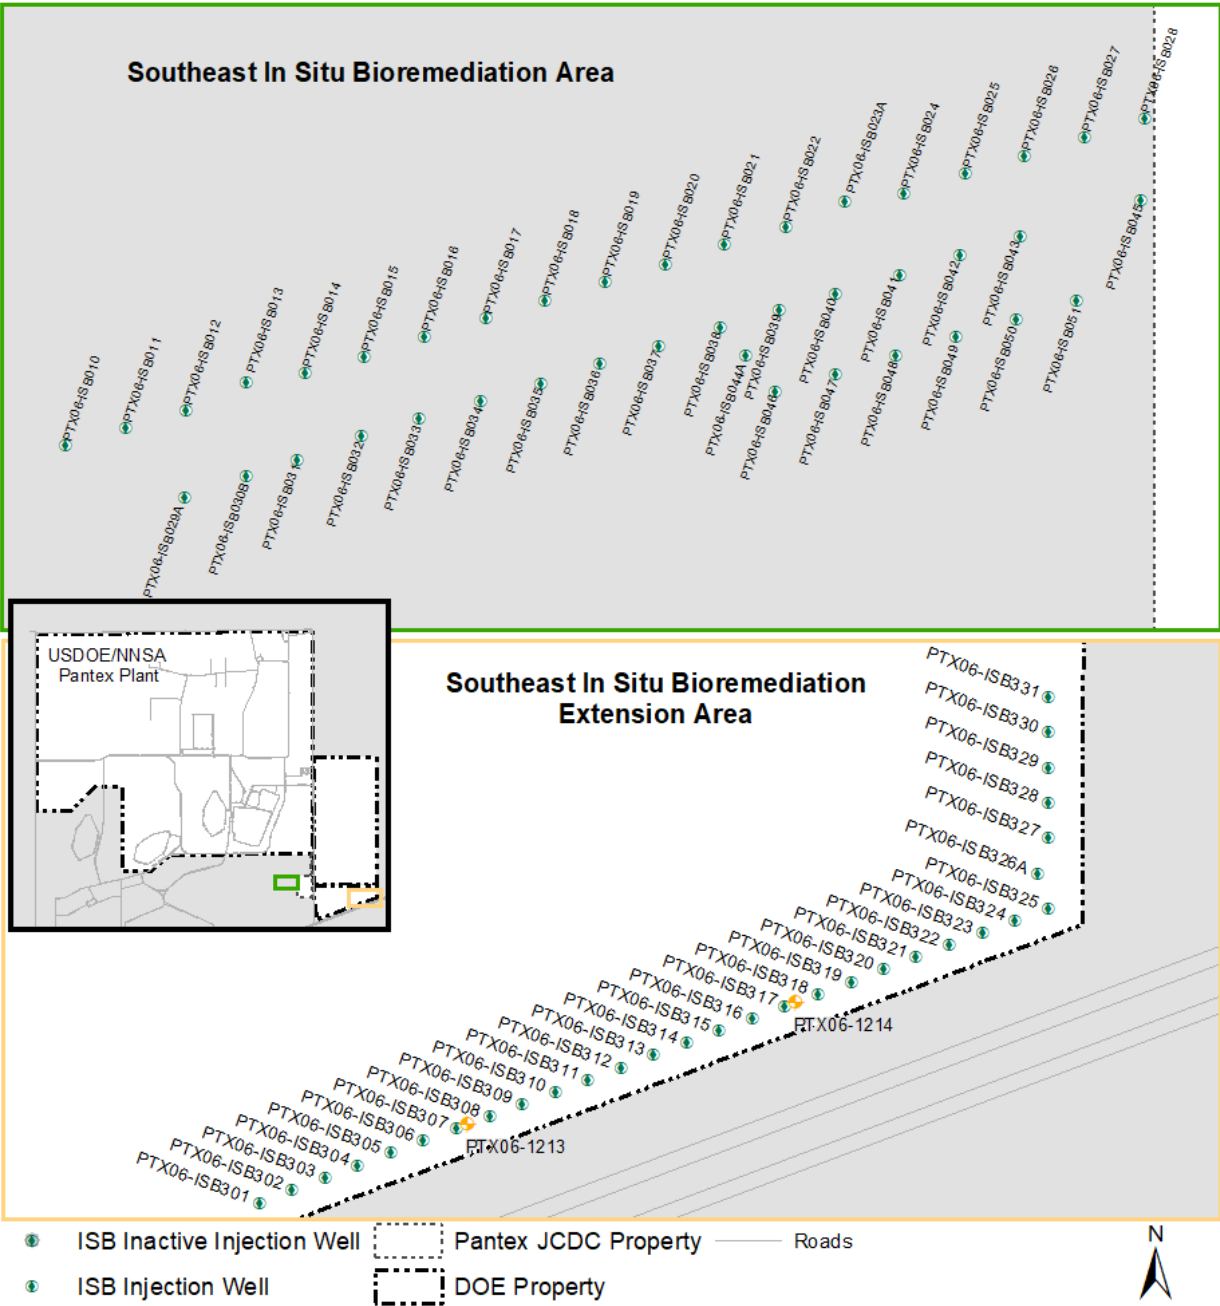 Southeast In Situ Bioremediation Area
PTX06-ISB010
PTX06-ISB011
PTX06-ISB012
PTX06-ISB013
PTX06-ISB014
PTX06-ISB015
PTX06-ISB016
PTX06-ISB017
PTX06-ISB018
PTX06-ISB019
PTX06-ISB020
PTX06-ISB021
PTX06-ISB022
PTX06-ISB023A
PTX06-ISB024
PTX06-ISB025
PTX06-ISB026
PTX06-ISB027
PTX06-ISB028
PTX06-ISB029A
PTX06-ISB030B
PTX06-ISB031
PTX06-ISB032
PTX06-ISB033
PTX06-ISB034
PTX06-ISB035
PTX06-ISB036
PTX06-ISB037
PTX06-ISB038
PTX06-ISB044A
PTX06-ISB039
PTX06-ISB046
PTX06-ISB040
PTX06-ISB047
PTX06-ISB041
PTX06-ISB048
PTX06-ISB042
PTX06-ISB049
PTX06-ISB043
PTX06-ISB050
PTX06-ISB051
PTX06-ISB045
USDOE/NNSA
Pantex Plant
Southeast In Situ Bioremediation
Extension Area
PTX06-ISB331
PTX06-ISB330
PTX06-ISB329
PTX06-ISB328
PTX06-ISB327
PTX06-ISB326A
PTX06-ISB325
PTX06-ISB324
PTX06-ISB323
PTX06-ISB322
PTX06-ISB321
PTX06-ISB320
PTX06-ISB319
PTX06-ISB318
PTX06-ISB317
PTX06-1214
PTX06-ISB316
PTX06-ISB315
PTX06-ISB314
PTX06-ISB313
PTX06-ISB312
PTX06-ISB311
PTX06-ISB310
PTX06-ISB309
PTX06-ISB308
PTX06-ISB307
PTX06-1213
PTX06-ISB306
PTX06-ISB305
PTX06-ISB304
PTX06-ISB303
PTX06-ISB302
PTX06-ISB301
ISB Inactive Injection Well
Pantex JCDC Property
Roads
N
ISB Injection Well
DOE Property